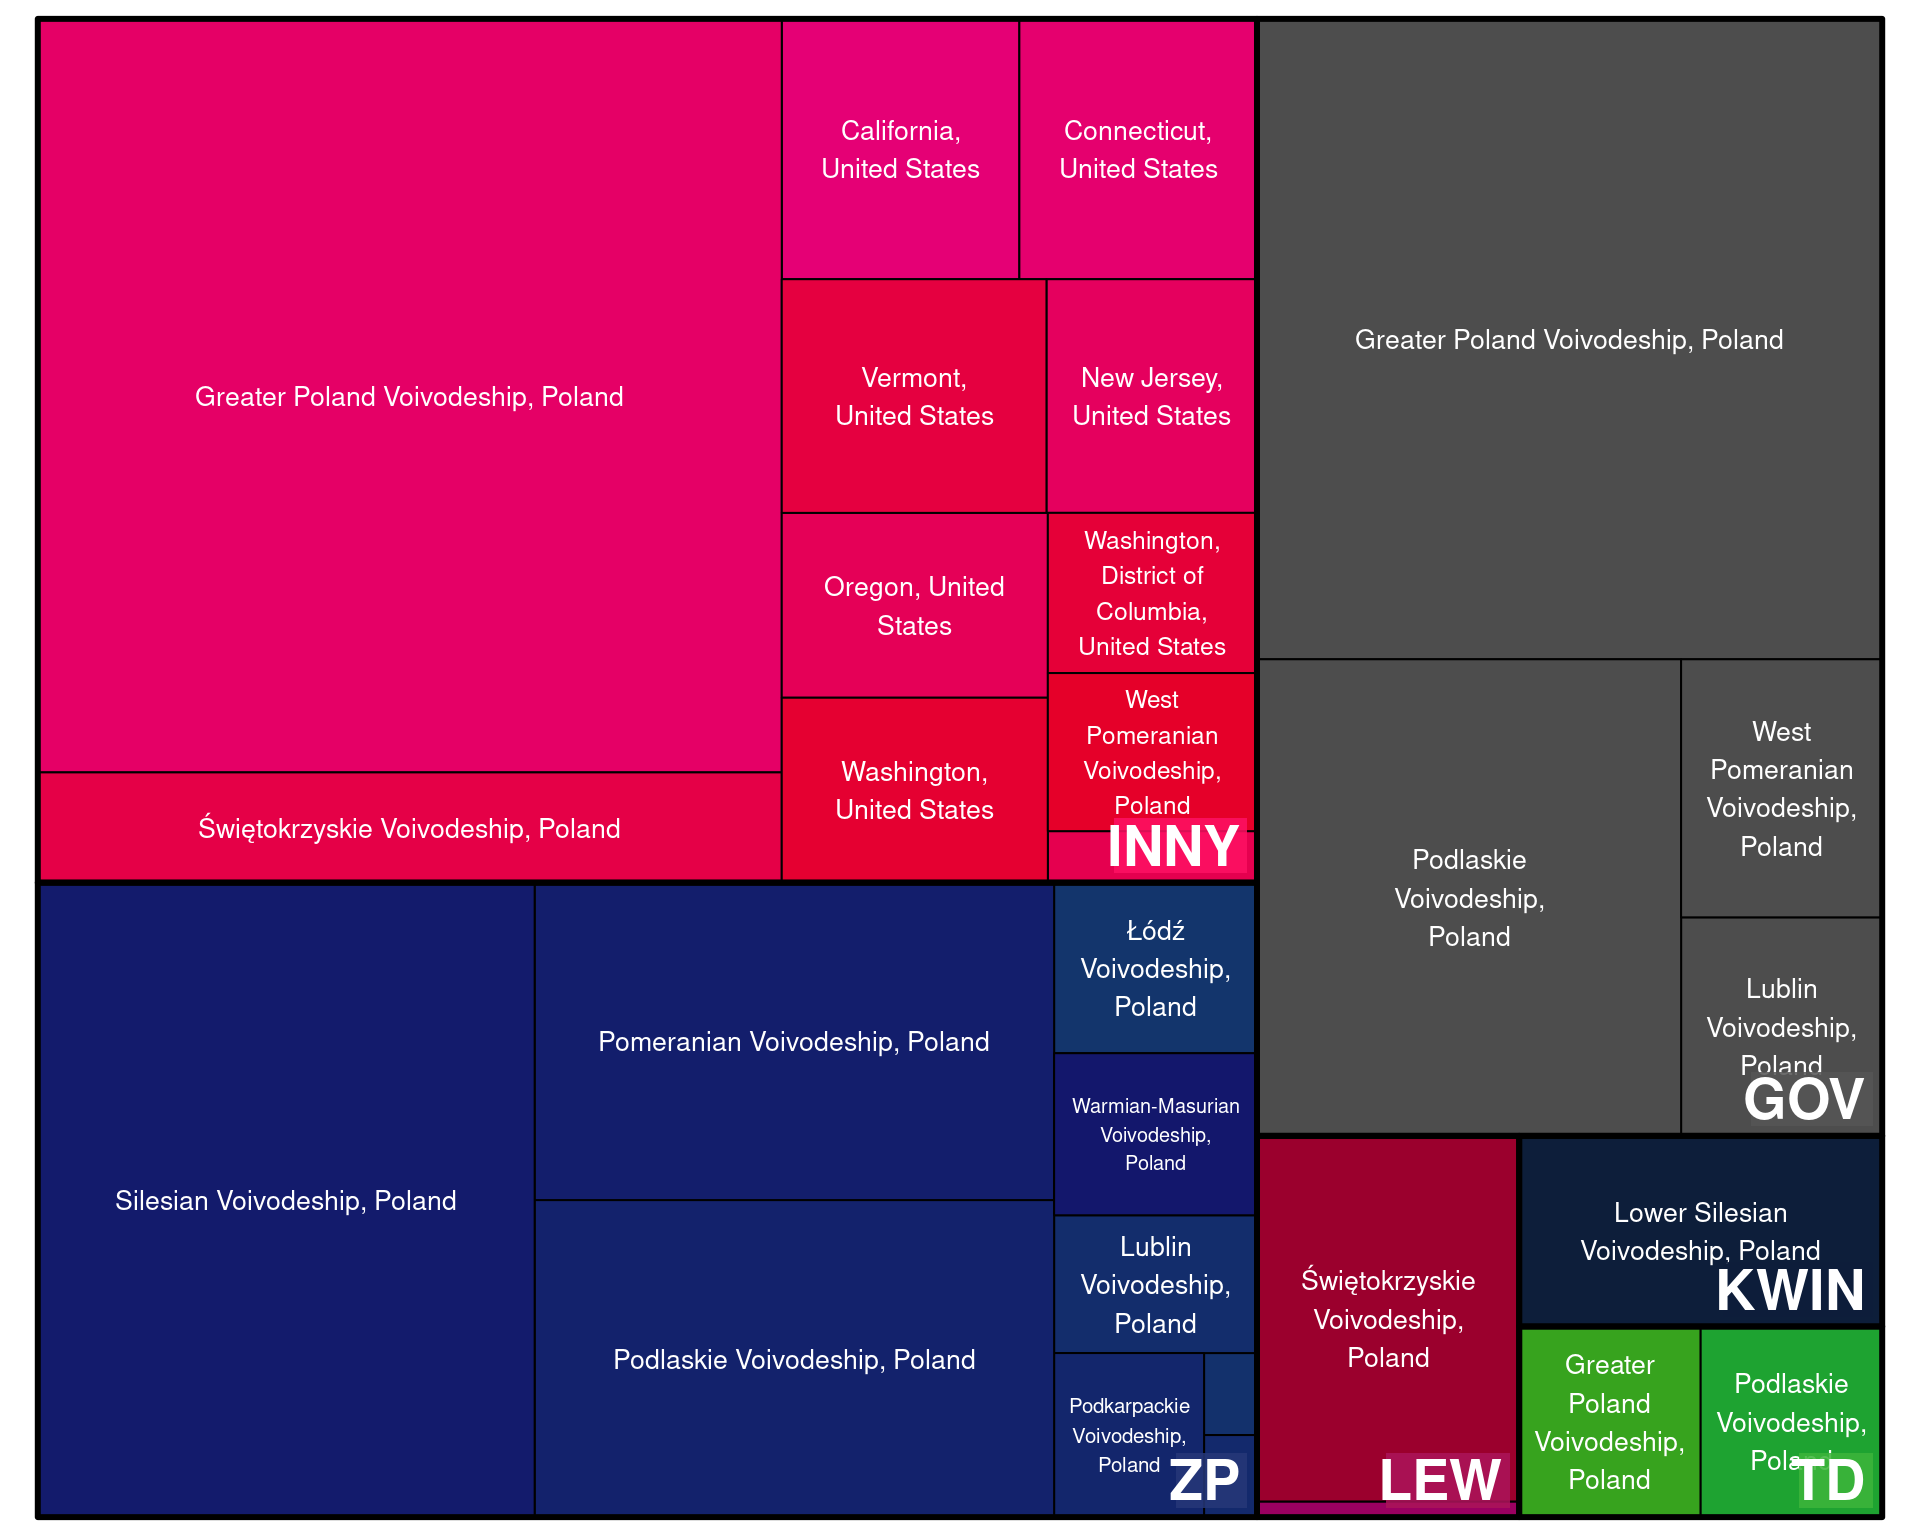 Greater Poland Voivodeship, Poland
Świętokrzyskie Voivodeship, Poland
California,
United States
Connecticut,
United States
Vermont,
United States
New Jersey,
United States
Oregon, United
States
Washington,
District of
Columbia,
United States
Washington,
United States
West
Pomeranian
Voivodeship,
Poland
INNY
Silesian Voivodeship, Poland
Pomeranian Voivodeship, Poland
Podlaskie Voivodeship, Poland
Łódź
Voivodeship,
Poland
Warmian-Masurian
Voivodeship,
Poland
Lublin
Voivodeship,
Poland
Podkarpackie
Voivodeship,
Poland
ZP
Greater Poland Voivodeship, Poland
Podlaskie
Voivodeship,
Poland
West
Pomeranian
Voivodeship,
Poland
Lublin
Voivodeship,
Poland
GOV
Świętokrzyskie
Voivodeship,
Poland
LEW
Lower Silesian
Voivodeship, Poland
KWIN
Greater
Poland
Voivodeship,
Poland
Podlaskie
Voivodeship,
Poland
TD